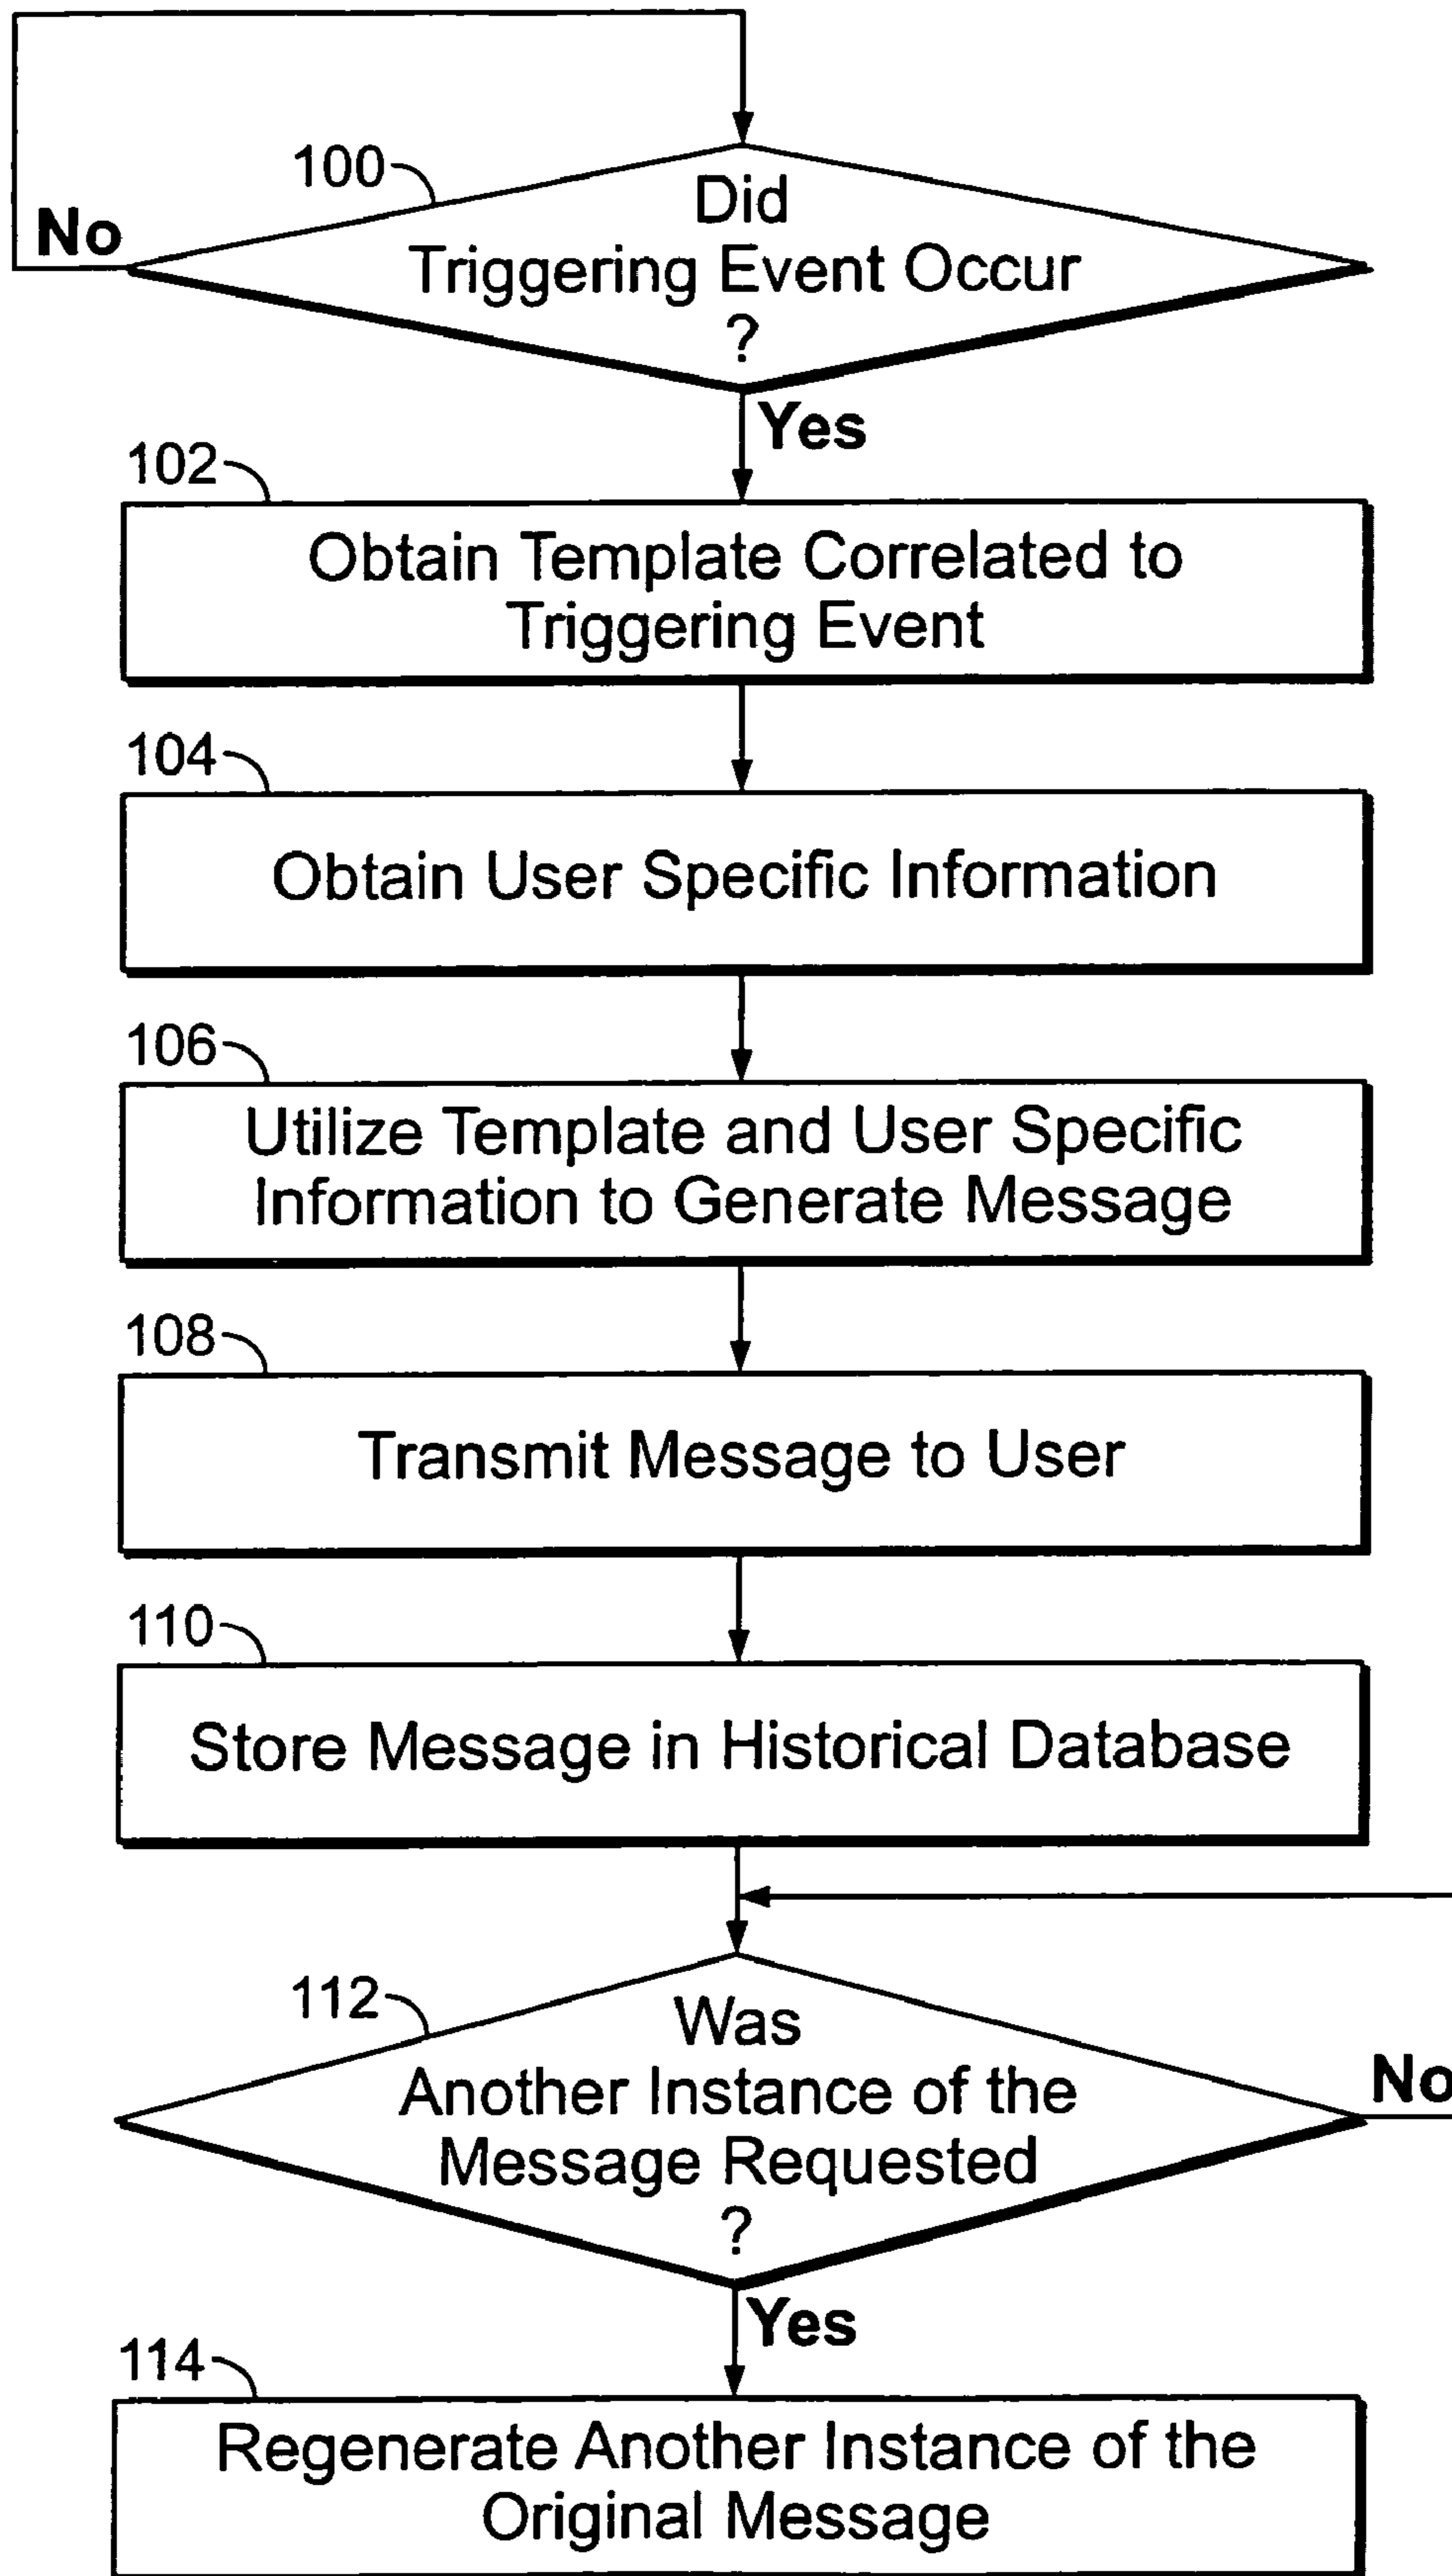 100
No
Did
Triggering Event Occur
?
Yes
102
Obtain Template Correlated to
Triggering Event
104
Obtain User Specific Information
106
Utilize Template and User Specific
Information to Generate Message
108
Transmit Message to User
110
Store Message in Historical Database
112
Was
Another Instance of the
Message Requested
?
No
Yes
114
Regenerate Another Instance of the
Original Message